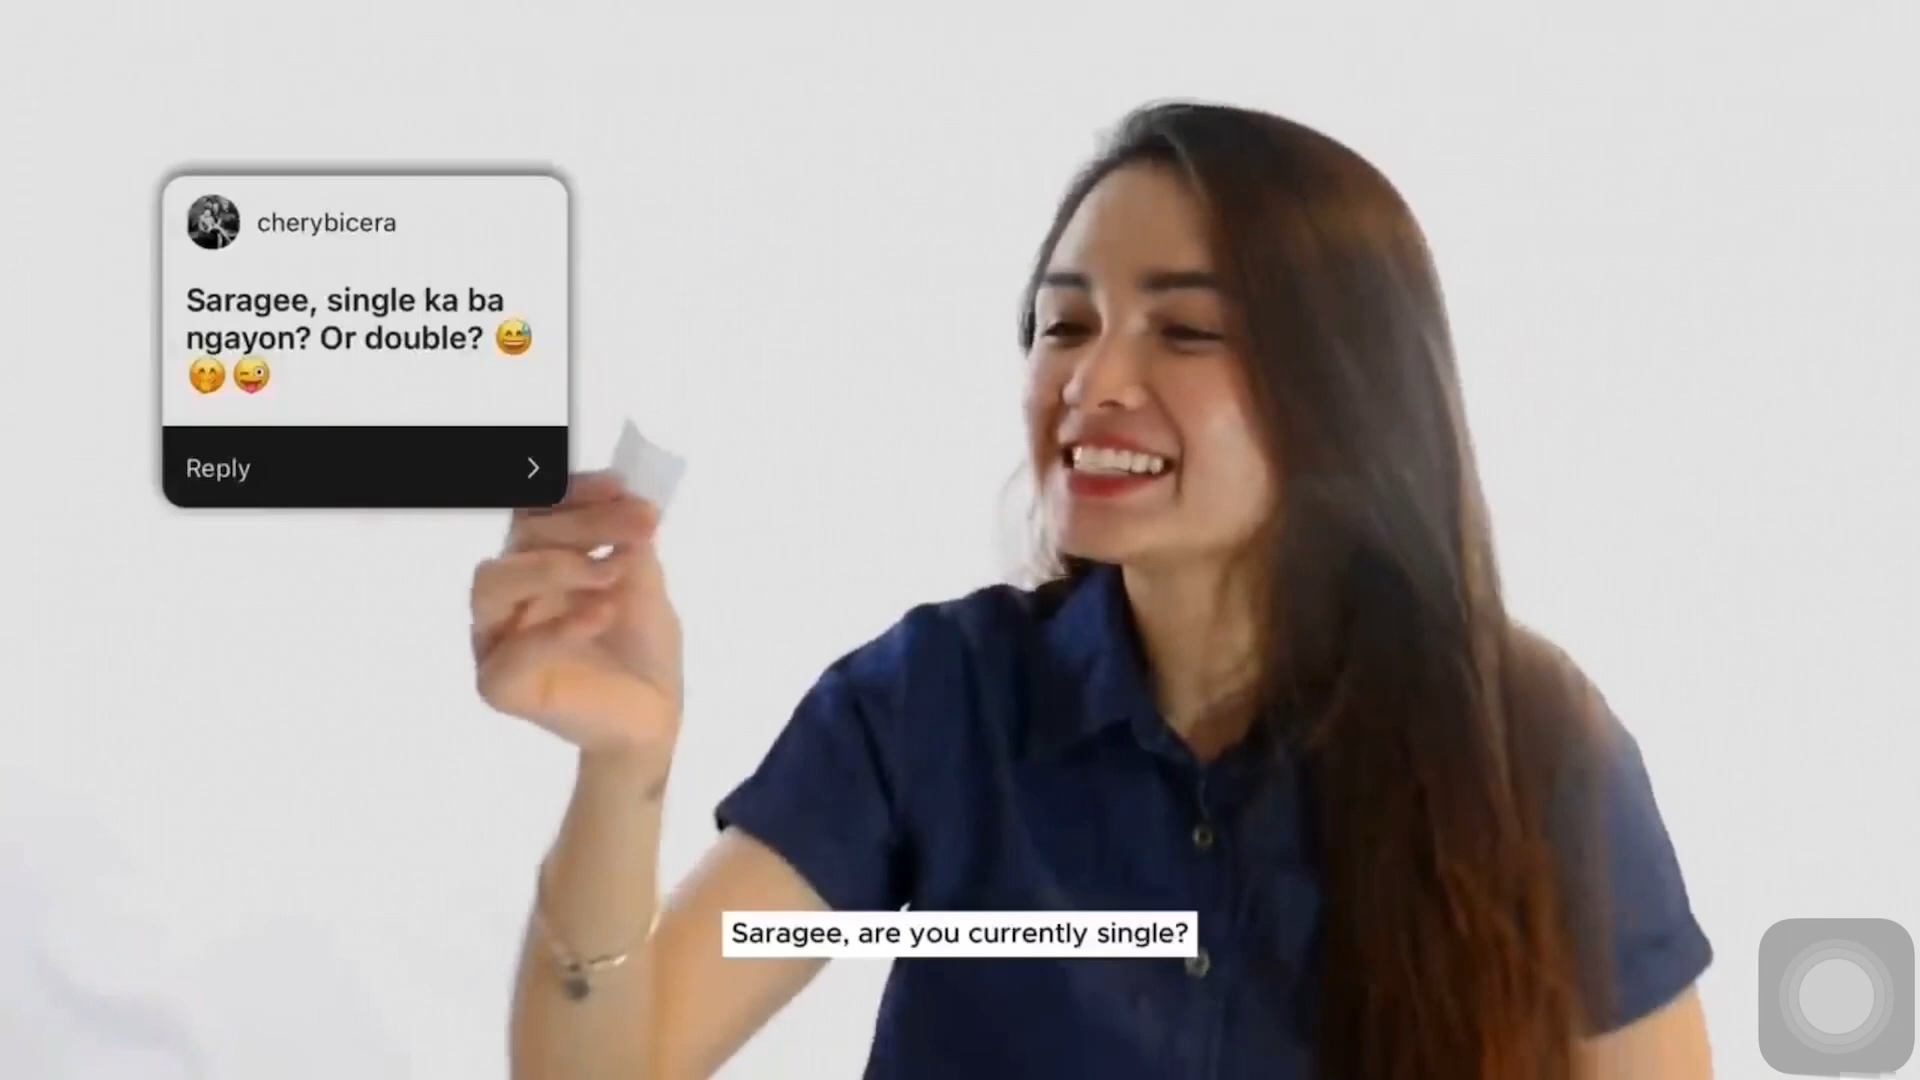 cherybicera
Saragee, single ka ba
ngayon? Or double? 😅
🤭😜
Reply
Saragee, are you currently single?